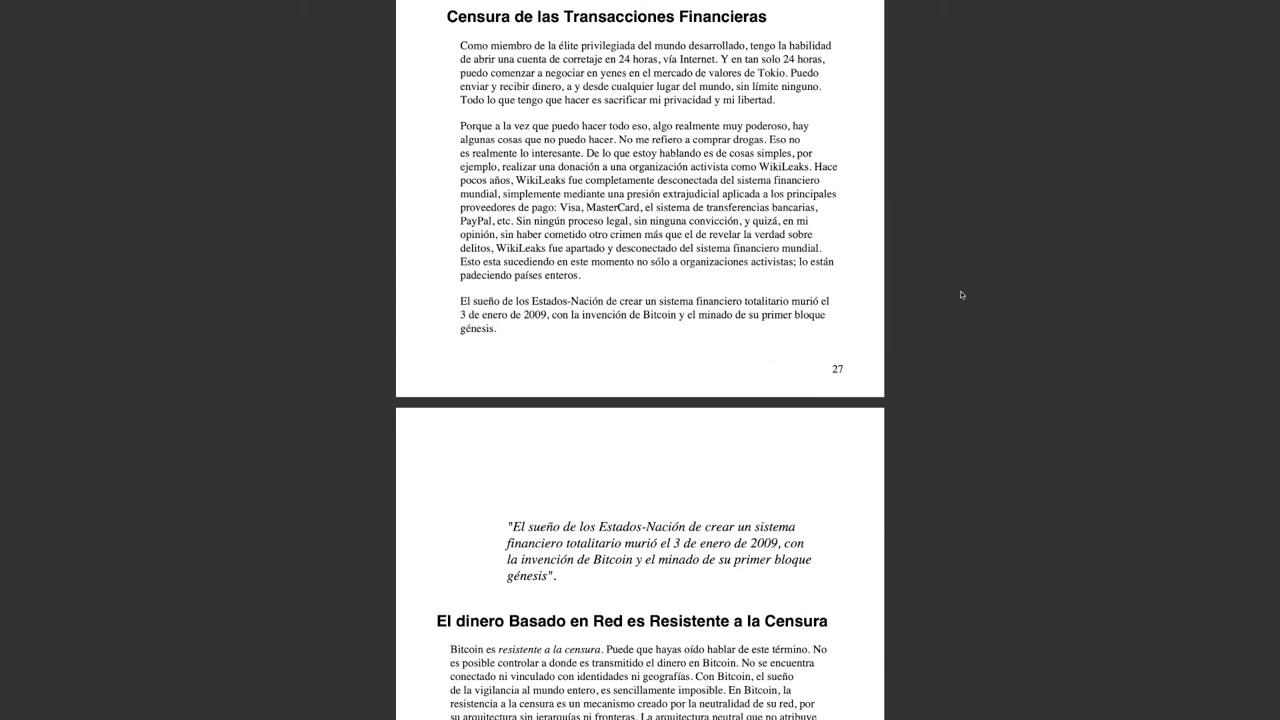 Censura de las Transacciones Financieras
Como miembro de la élite privilegiada del mundo desarrollado, tengo la habilidad
de abrir una cuenta de corretaje en 24 horas, vía Internet. Y en tan solo 24 horas,
puedo comenzar a negociar en yenes en el mercado de valores de Tokio. Puedo
enviar y recibir dinero, a y desde cualquier lugar del mundo, sin límite ninguno.
Todo lo que tengo que hacer es sacrificar mi privacidad y mi libertad.
Porque a la vez que puedo hacer todo eso, algo realmente muy poderoso, hay
algunas cosas que no puedo hacer. No me refiero a comprar drogas. Eso no
es realmente lo interesante. De lo que estoy hablando es de cosas simples, por
ejemplo, realizar una donación a una organización activista como WikiLeaks. Hace
pocos años, WikiLeaks fue completamente desconectada del sistema financiero
mundial, simplemente mediante una presión extrajudicial aplicada a los principales
proveedores de pago: Visa, MasterCard, el sistema de transferencias bancarias,
PayPal, etc. Sin ningún proceso legal, sin ninguna convicción, y quizá, en mi
opinión, sin haber cometido otro crimen más que el de revelar la verdad sobre
delitos, WikiLeaks fue apartado y desconectado del sistema financiero mundial.
Esto esta sucediendo en este momento no sólo a organizaciones activistas; lo están
padeciendo países enteros.
El sueño de los Estados-Nación de crear un sistema financiero totalitario murió el
3 de enero de 2009, con la invención de Bitcoin y el minado de su primer bloque
génesis.
27
"El sueño de los Estados-Nación de crear un sistema
financiero totalitario murió el 3 de enero de 2009, con
la invención de Bitcoin y el minado de su primer bloque
génesis".
El dinero Basado en Red es Resistente a la Censura
Bitcoin es resistente a la censura. Puede que hayas oído hablar de este término. No
es posible controlar a donde es transmitido el dinero en Bitcoin. No se encuentra
conectado ni vinculado con identidades ni geografías. Con Bitcoin, el sueño
de la vigilancia al mundo entero, es sencillamente imposible. En Bitcoin, la
resistencia a la censura es un mecanismo creado por la neutralidad de su red, por
su arquitectura sin jerarquías ni fronteras. La arquitectura neutral que no atribuye